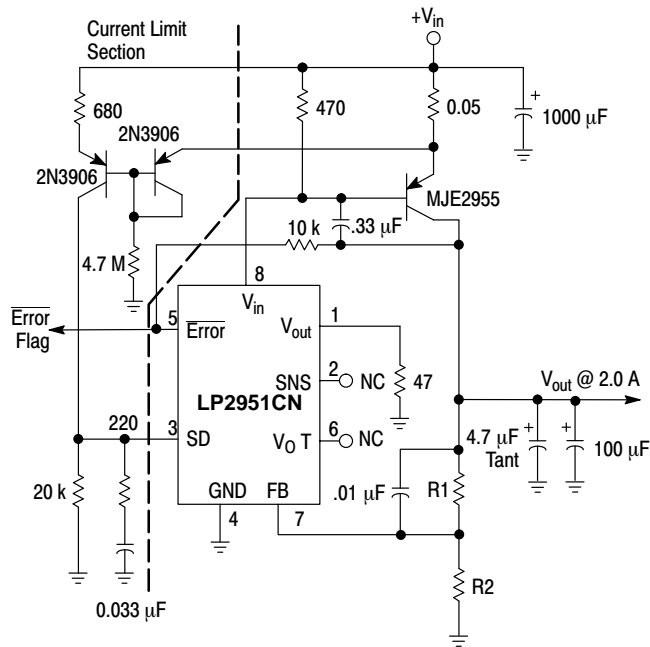 Current Limit
Section
+Vin
680
470
0.05
+
1000 µF
2N3906
2N3906
MJE2955
10 k
.33 µF
4.7 M
8
Vin
Error
Flag
5
Error
Vout
1
SNS
2
NC
47
LP2951CN
Vout @ 2.0 A
220
3
SD
VO T
6
NC
4.7 µF
Tant
+
+
100 µF
20 k
GND
FB
.01 µF
R1
4
7
R2
0.033 µF